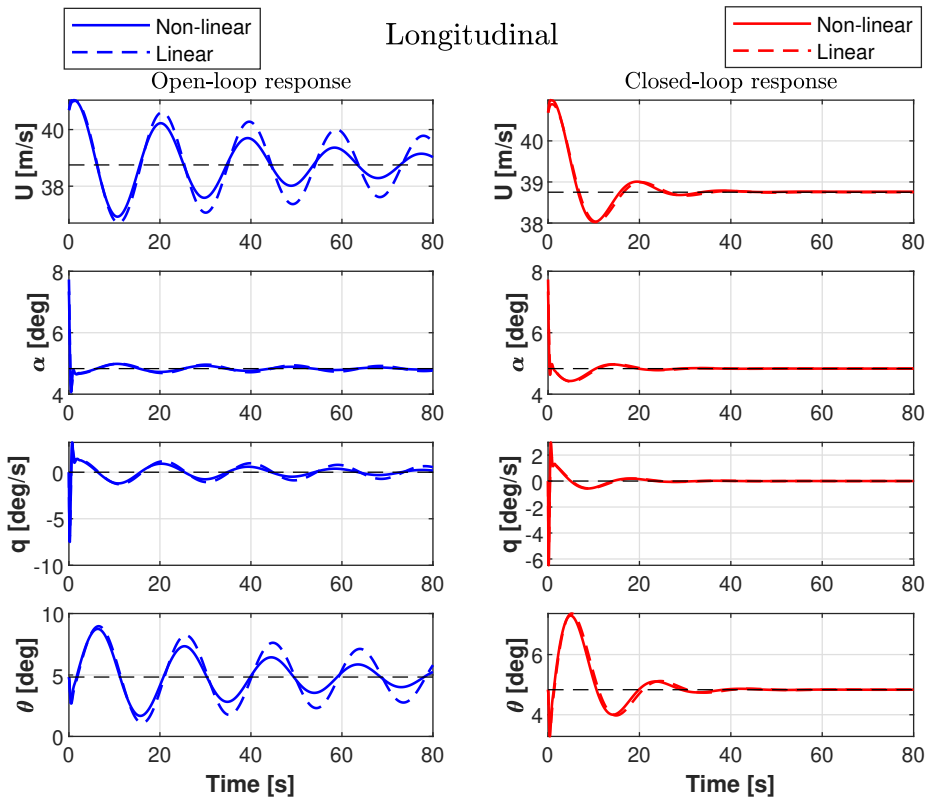 Non-linear
Linear
Longitudinal
Non-linear
Linear
Open-loop response
Closed-loop response
U [m/s]
40
38
0 20 40 60 80
U [m/s]
40
39
38
0 20 40 60 80
α [deg]
8
6
4
0 20 40 60 80
α [deg]
8
6
4
0 20 40 60 80
q [deg/s]
0
-5
-10
0 20 40 60 80
q [deg/s]
2
0
-2
-4
-6
0 20 40 60 80
θ [deg]
10
5
0
0 20 40 60 80
Time [s]
θ [deg]
6
4
0 20 40 60 80
Time [s]